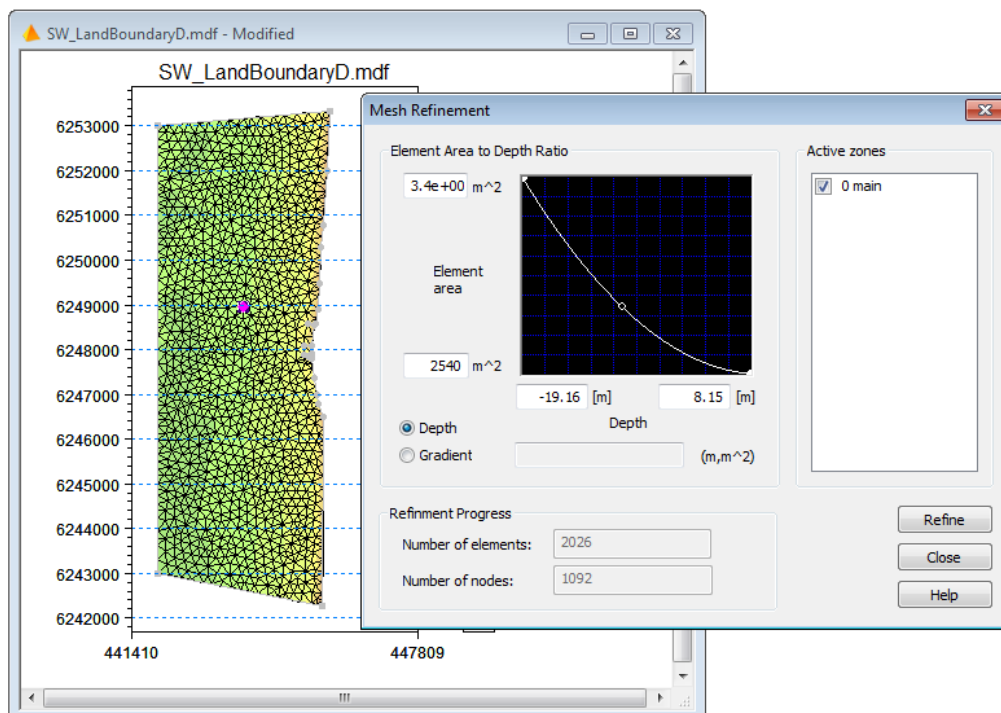 SW_LandBoundaryD.mdf - Modified
SW_LandBoundaryD.mdf
6253000
6252000
6251000
6250000
6249000
6248000
6247000
6246000
6245000
6244000
6243000
6242000
441410
447809
Mesh Refinement
Element Area to Depth Ratio
3.4e+00 m^2
Element
area
2540 m^2
-19.16 [m] 8.15 [m]
Depth
Depth
Gradient (m,m^2)
Active zones
0 main
Refinment Progress
Number of elements: 2026
Number of nodes: 1092
Refine
Close
Help